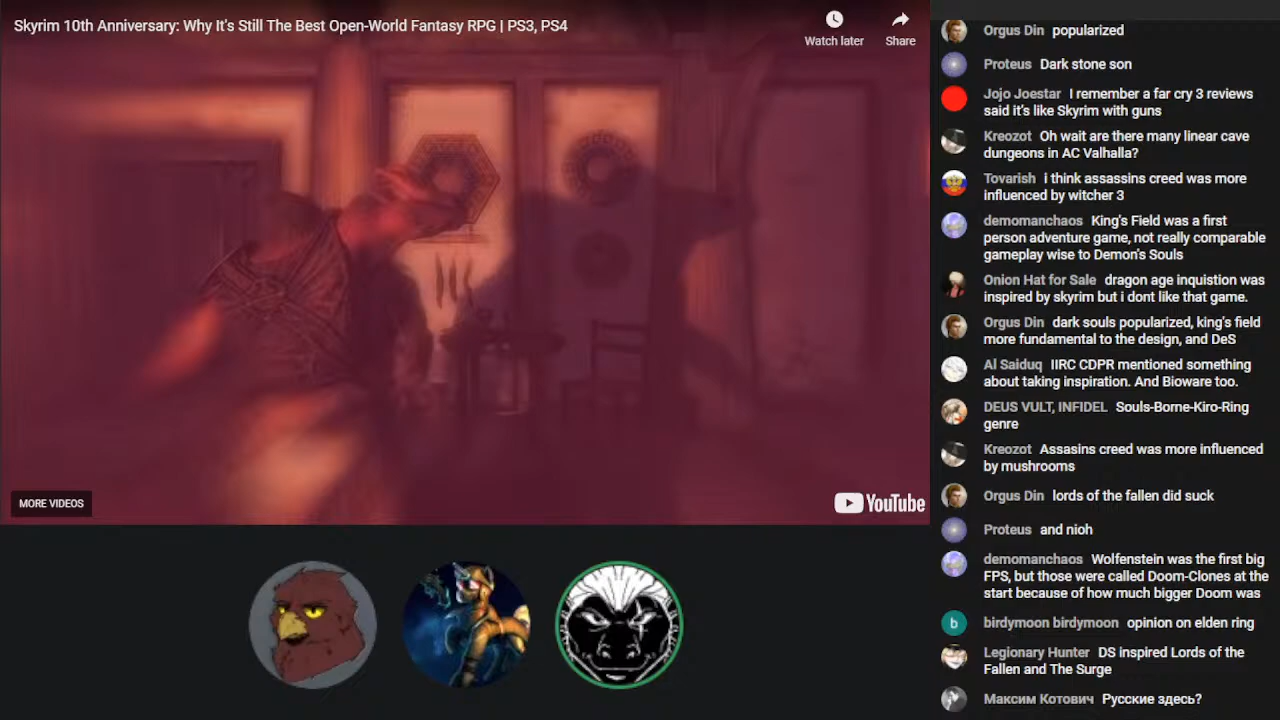 Skyrim 10th Anniversary: Why It's Still The Best Open-World Fantasy RPG | PS3, PS4
Watch later
Share
MORE VIDEOS
YouTube
Orgus Din popularized
Proteus Dark stone son
Jojo Joestar I remember a far cry 3 reviews
said it's like Skyrim with guns
Kreozot Oh wait are there many linear cave
dungeons in AC Valhalla?
Tovarish i think assassins creed was more
influenced by witcher 3
demomanchaos King's Field was a first
person adventure game, not really comparable
gameplay wise to Demon's Souls
Onion Hat for Sale dragon age inquistion was
inspired by skyrim but i dont like that game.
Orgus Din dark souls popularized, king's field
more fundamental to the design, and DeS
Al Saiduq IIRC CDPR mentioned something
about taking inspiration. And Bioware too.
DEUS VULT, INFIDEL Souls-Borne-Kiro-Ring
genre
Kreozot Assasins creed was more influenced
by mushrooms
Orgus Din lords of the fallen did suck
Proteus and nioh
demomanchaos Wolfenstein was the first big
FPS, but those were called Doom-Clones at the
start because of how much bigger Doom was
b
birdymoon birdymoon opinion on elden ring
Legionary Hunter DS inspired Lords of the
Fallen and The Surge
Максим Котович Русские здесь?